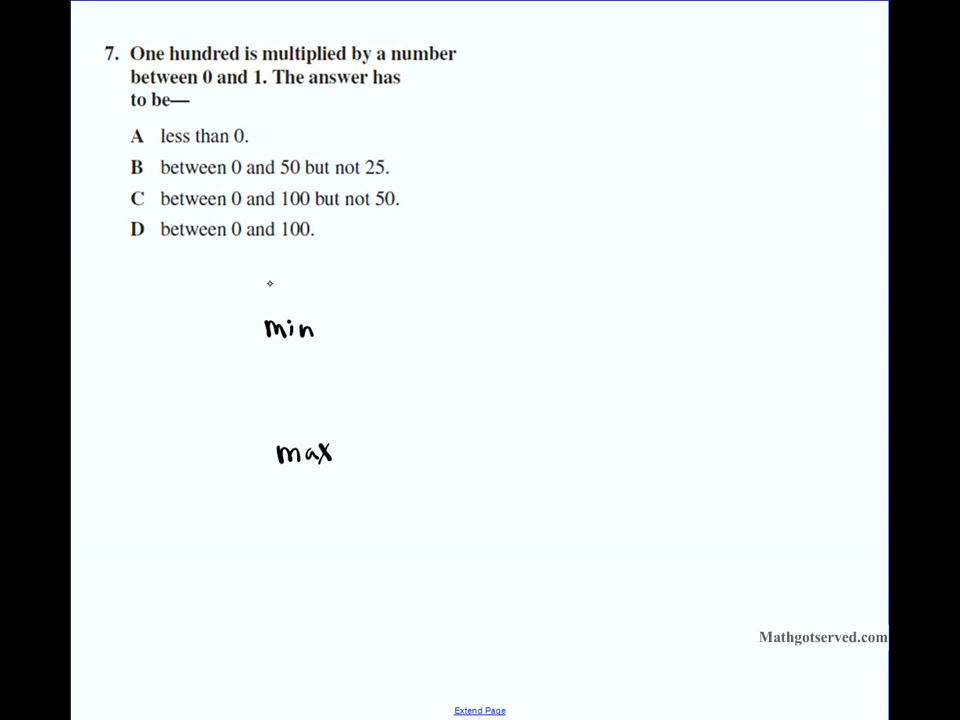 7. One hundred is multiplied by a number
between 0 and 1. The answer has
to be—
A less than 0.
B between 0 and 50 but not 25.
C between 0 and 100 but not 50.
D between 0 and 100.
min
max
Mathgotserved.com
Extend Page